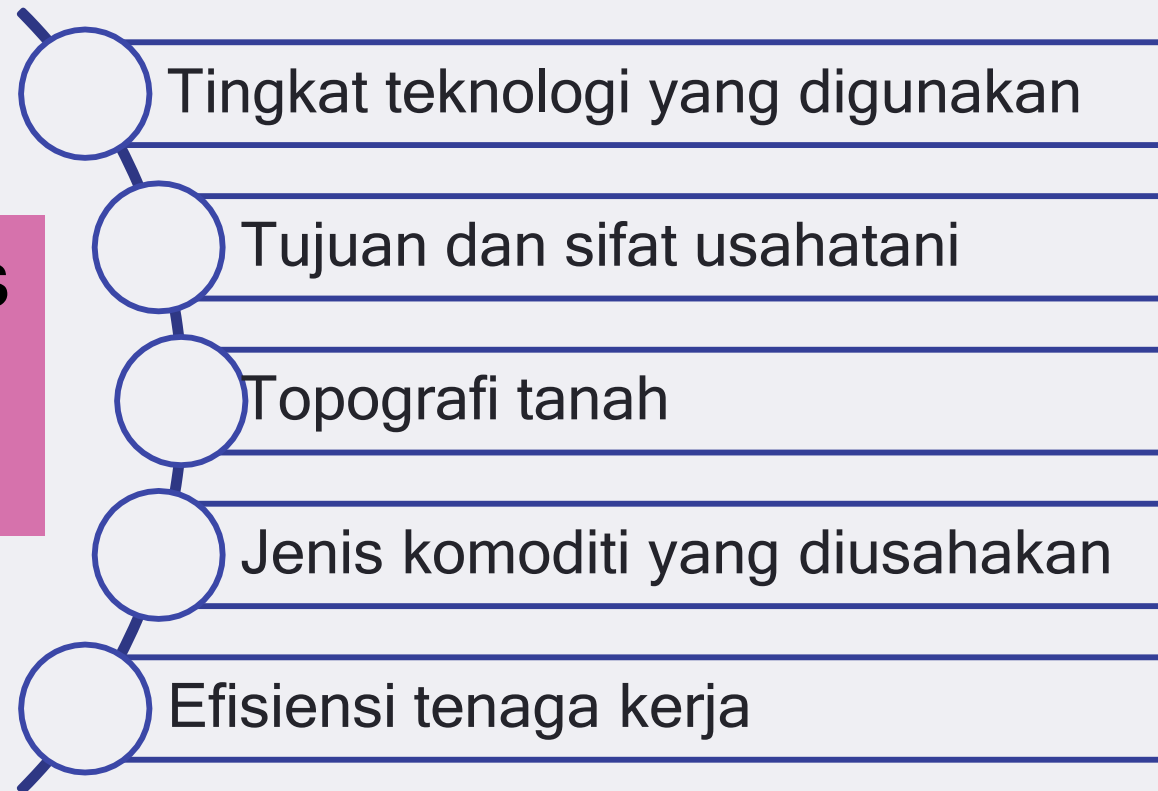 Tingkat teknologi yang digunakan
Tujuan dan sifat usahatani
Topografi tanah
Jenis komoditi yang diusahakan
Efisiensi tenaga kerja